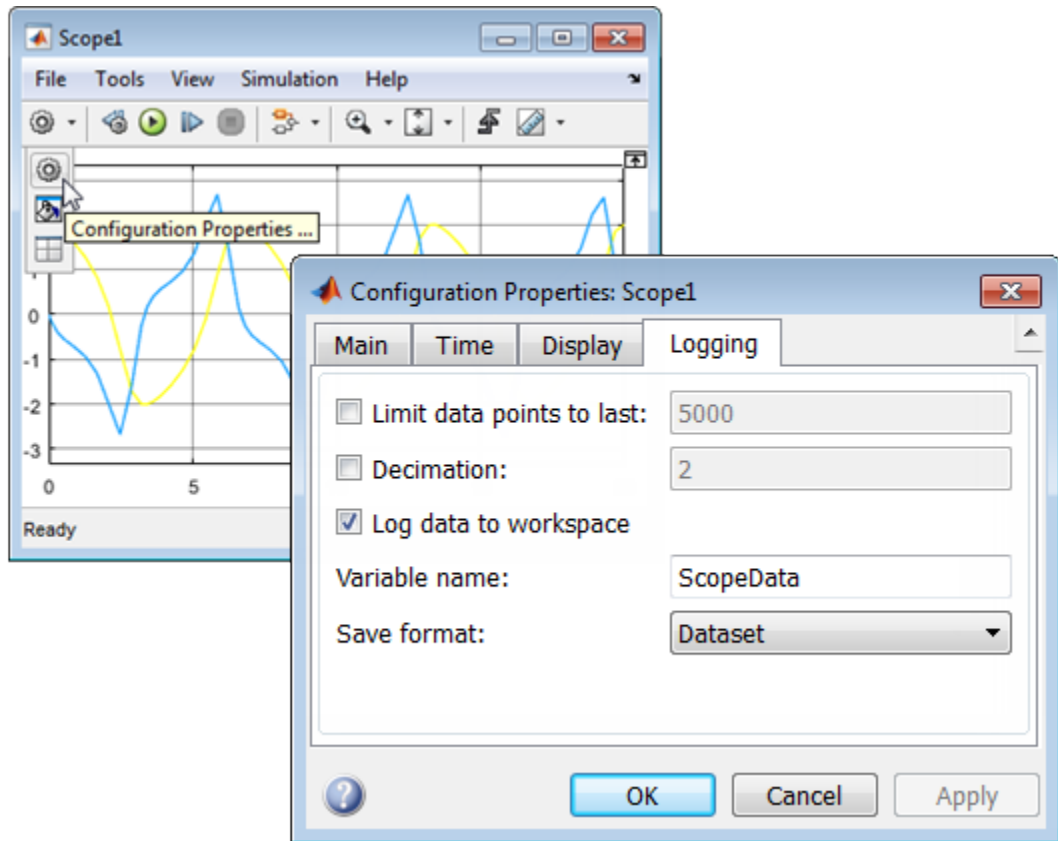 Scope1
File Tools View Simulation Help
Configuration Properties ...
0
-1
-2
-3
0 5
Ready
Configuration Properties: Scope1
Main Time Display Logging
Limit data points to last: 5000
Decimation: 2
Log data to workspace
Variable name: ScopeData
Save format: Dataset
? OK Cancel Apply